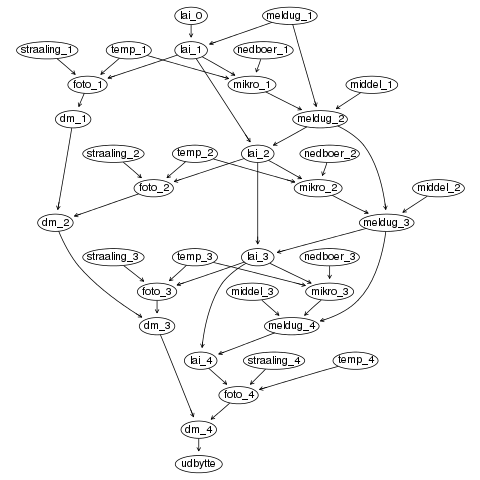 lai_0
meldug_1
straaling_1
temp_1
lai_1
nedboer_1
foto_1
mikro_1
middel_1
dm_1
meldug_2
straaling_2
temp_2
lai_2
nedboer_2
foto_2
mikro_2
middel_2
dm_2
meldug_3
straaling_3
temp_3
lai_3
nedboer_3
foto_3
middel_3
mikro_3
dm_3
meldug_4
lai_4
straaling_4
temp_4
foto_4
dm_4
udbytte